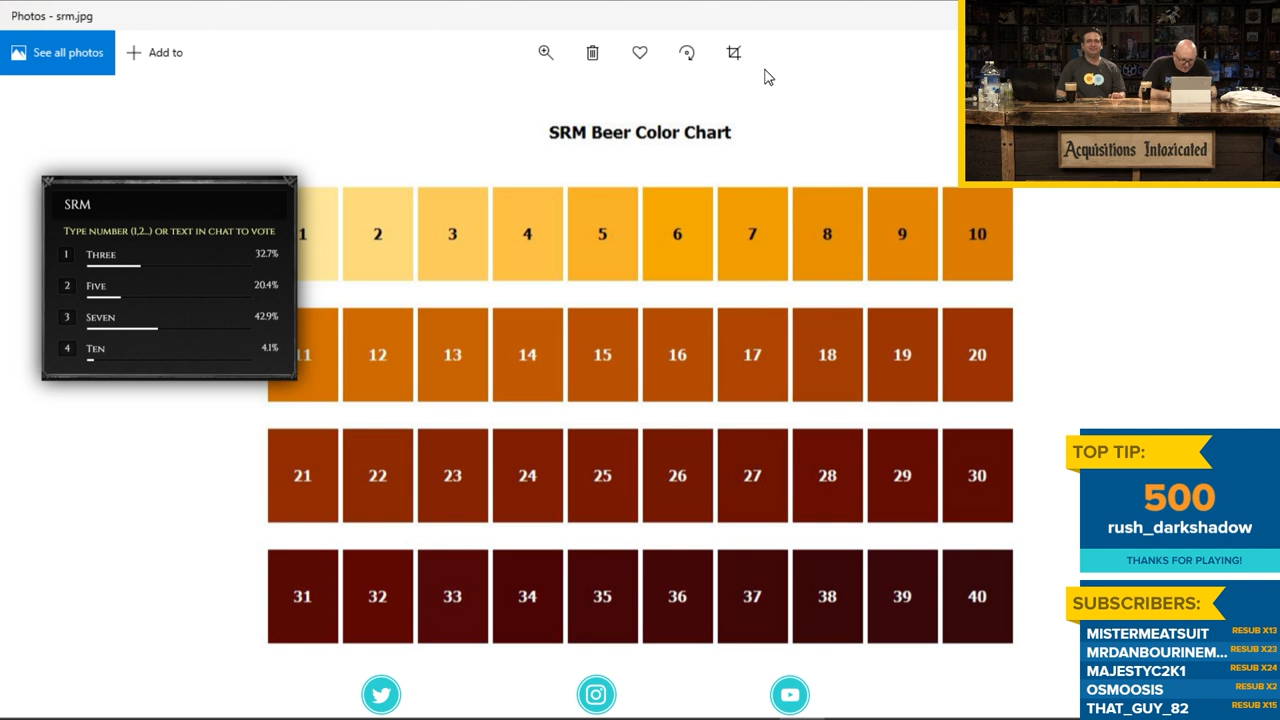 Photos - srm.jpg
See all photos
Add to
Acquisitions Intoxicated
SRM Beer Color Chart
SRM
Type number (1,2...) or text in chat to vote
1 Three 32.7%
2 Five 20.4%
3 Seven 42.9%
4 Ten 4.1%
1 2 3 4 5 6 7 8 9 10
11 12 13 14 15 16 17 18 19 20
21 22 23 24 25 26 27 28 29 30
31 32 33 34 35 36 37 38 39 40
TOP TIP:
500
rush_darkshadow
THANKS FOR PLAYING!
SUBSCRIBERS:
MISTERMEATSUIT RESUB X13
MRDANBOURINEM... RESUB X23
MAJESTYC2K1 RESUB X24
OSMOOSIS RESUB X2
THAT_GUY_82 RESUB X15